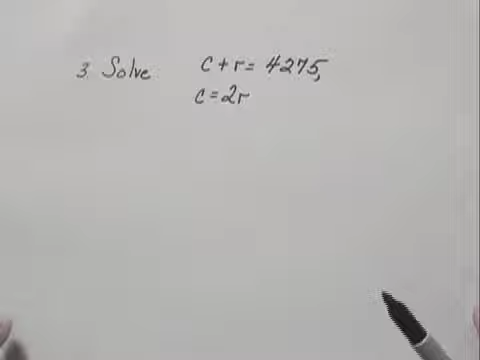 3. Solve c + r = 4275,
c = 2r